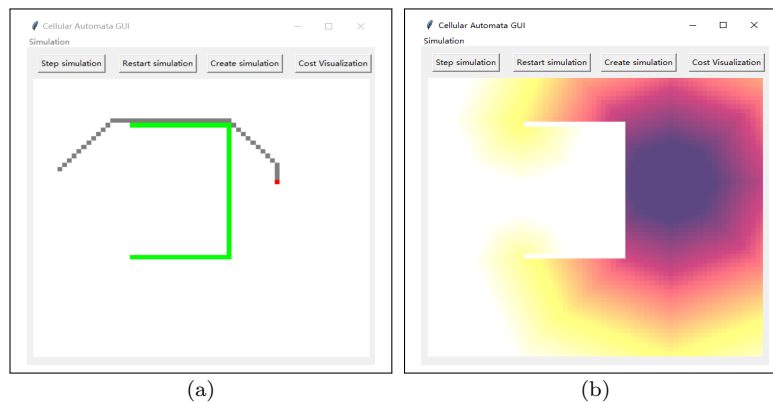 Cellular Automata GUI
Simulation
Step simulation Restart simulation Create simulation Cost Visualization
(a)
Cellular Automata GUI
Simulation
Step simulation Restart simulation Create simulation Cost Visualization
(b)